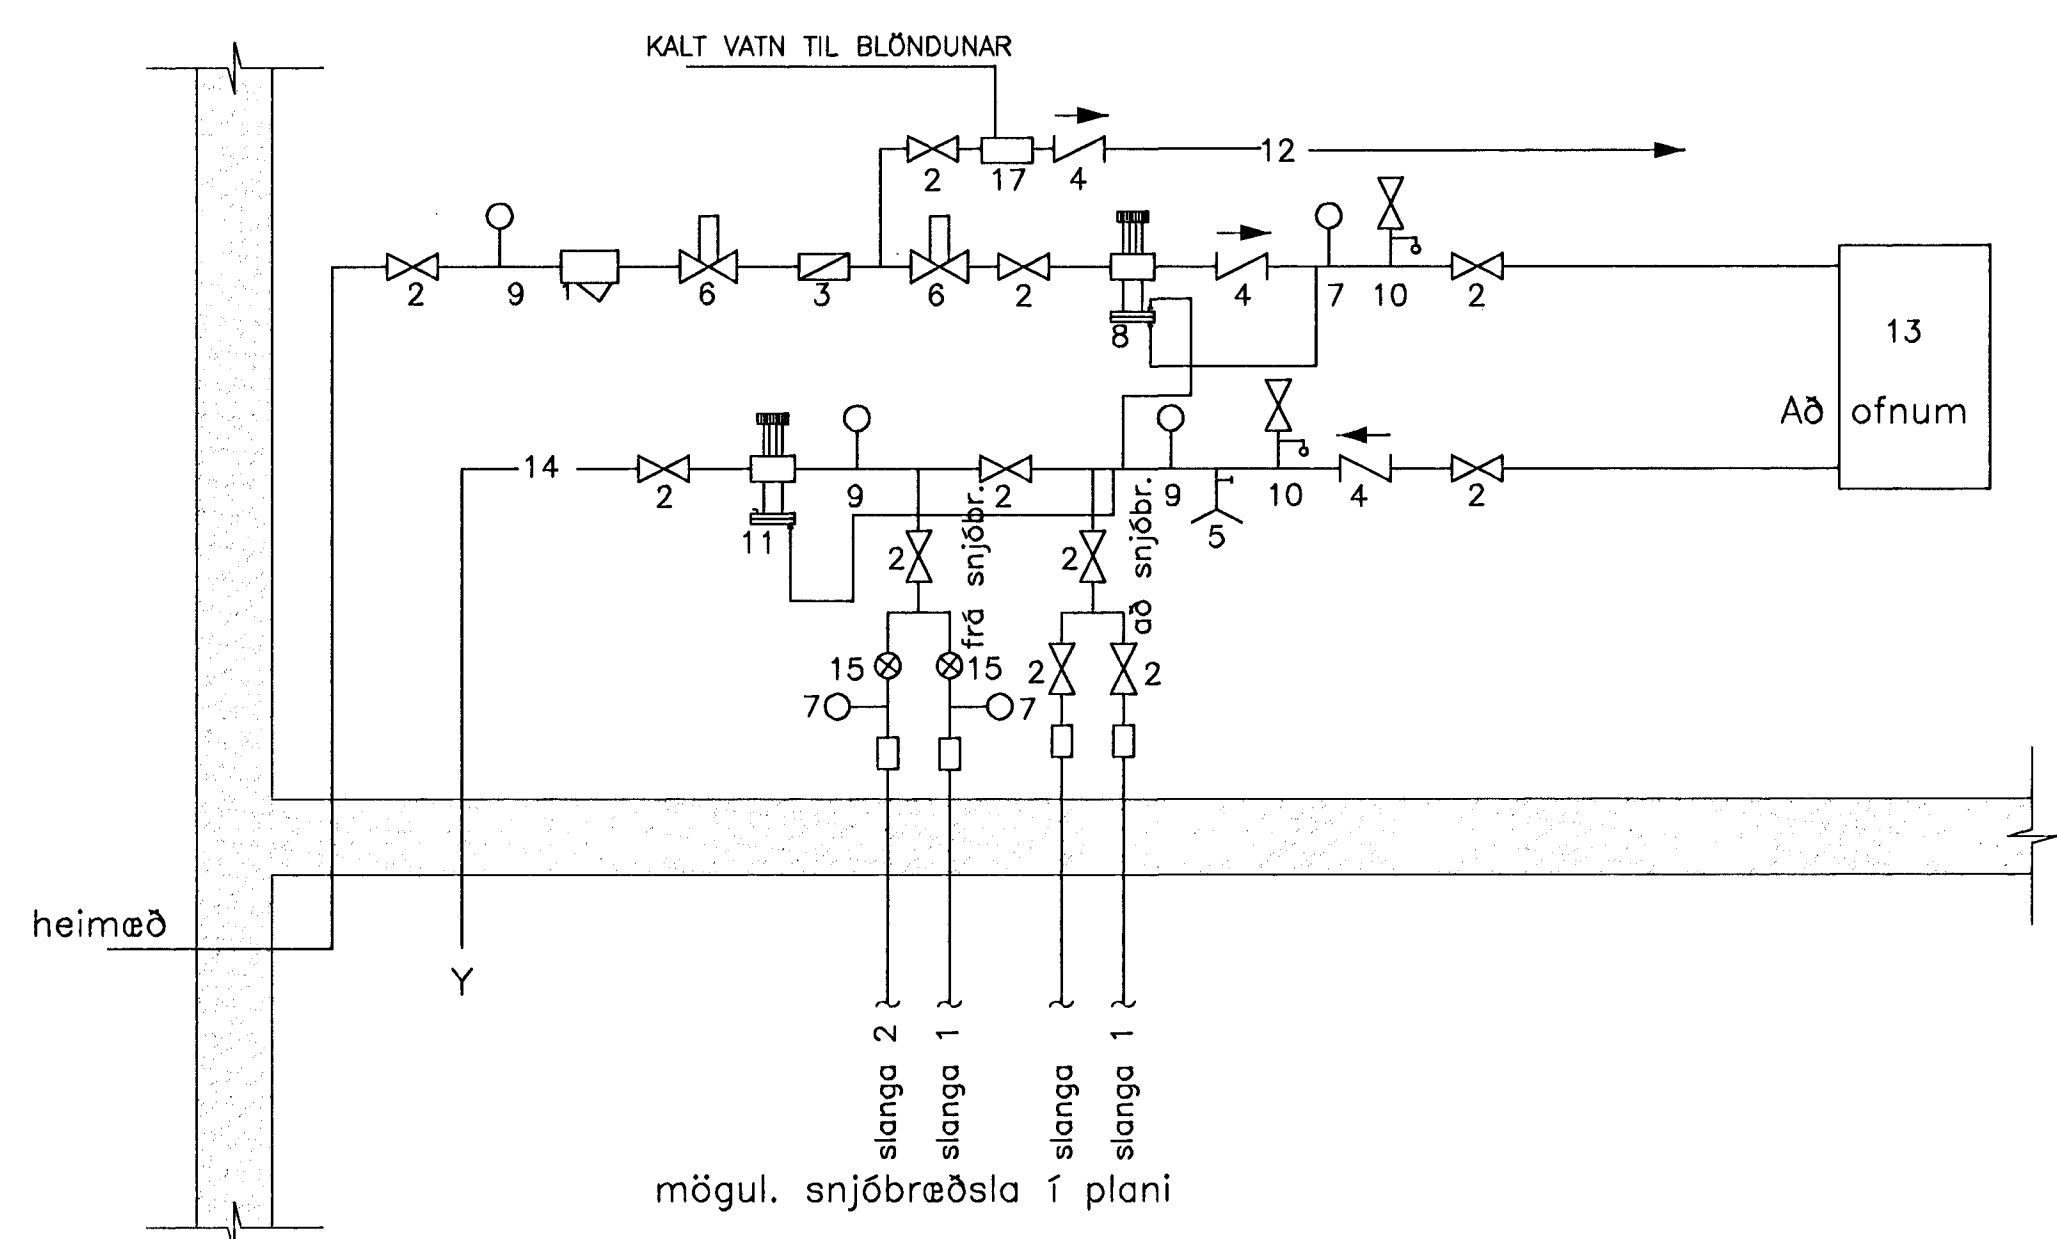 KALT VATN TIL BLÖNDUNAR
12
2 17 4
2 9 1 6 3 6 2 4 7 10 2
8
13
Að ofnum
14
2 9 2 9 10 4 2
11 5
2 2
frá snjóbr.
að snjóbr.
15 15 2 2
7 7
heimæð
Y
slanga 2
slanga 1
slanga
slanga 1
mögul. snjóbræðsla í plani